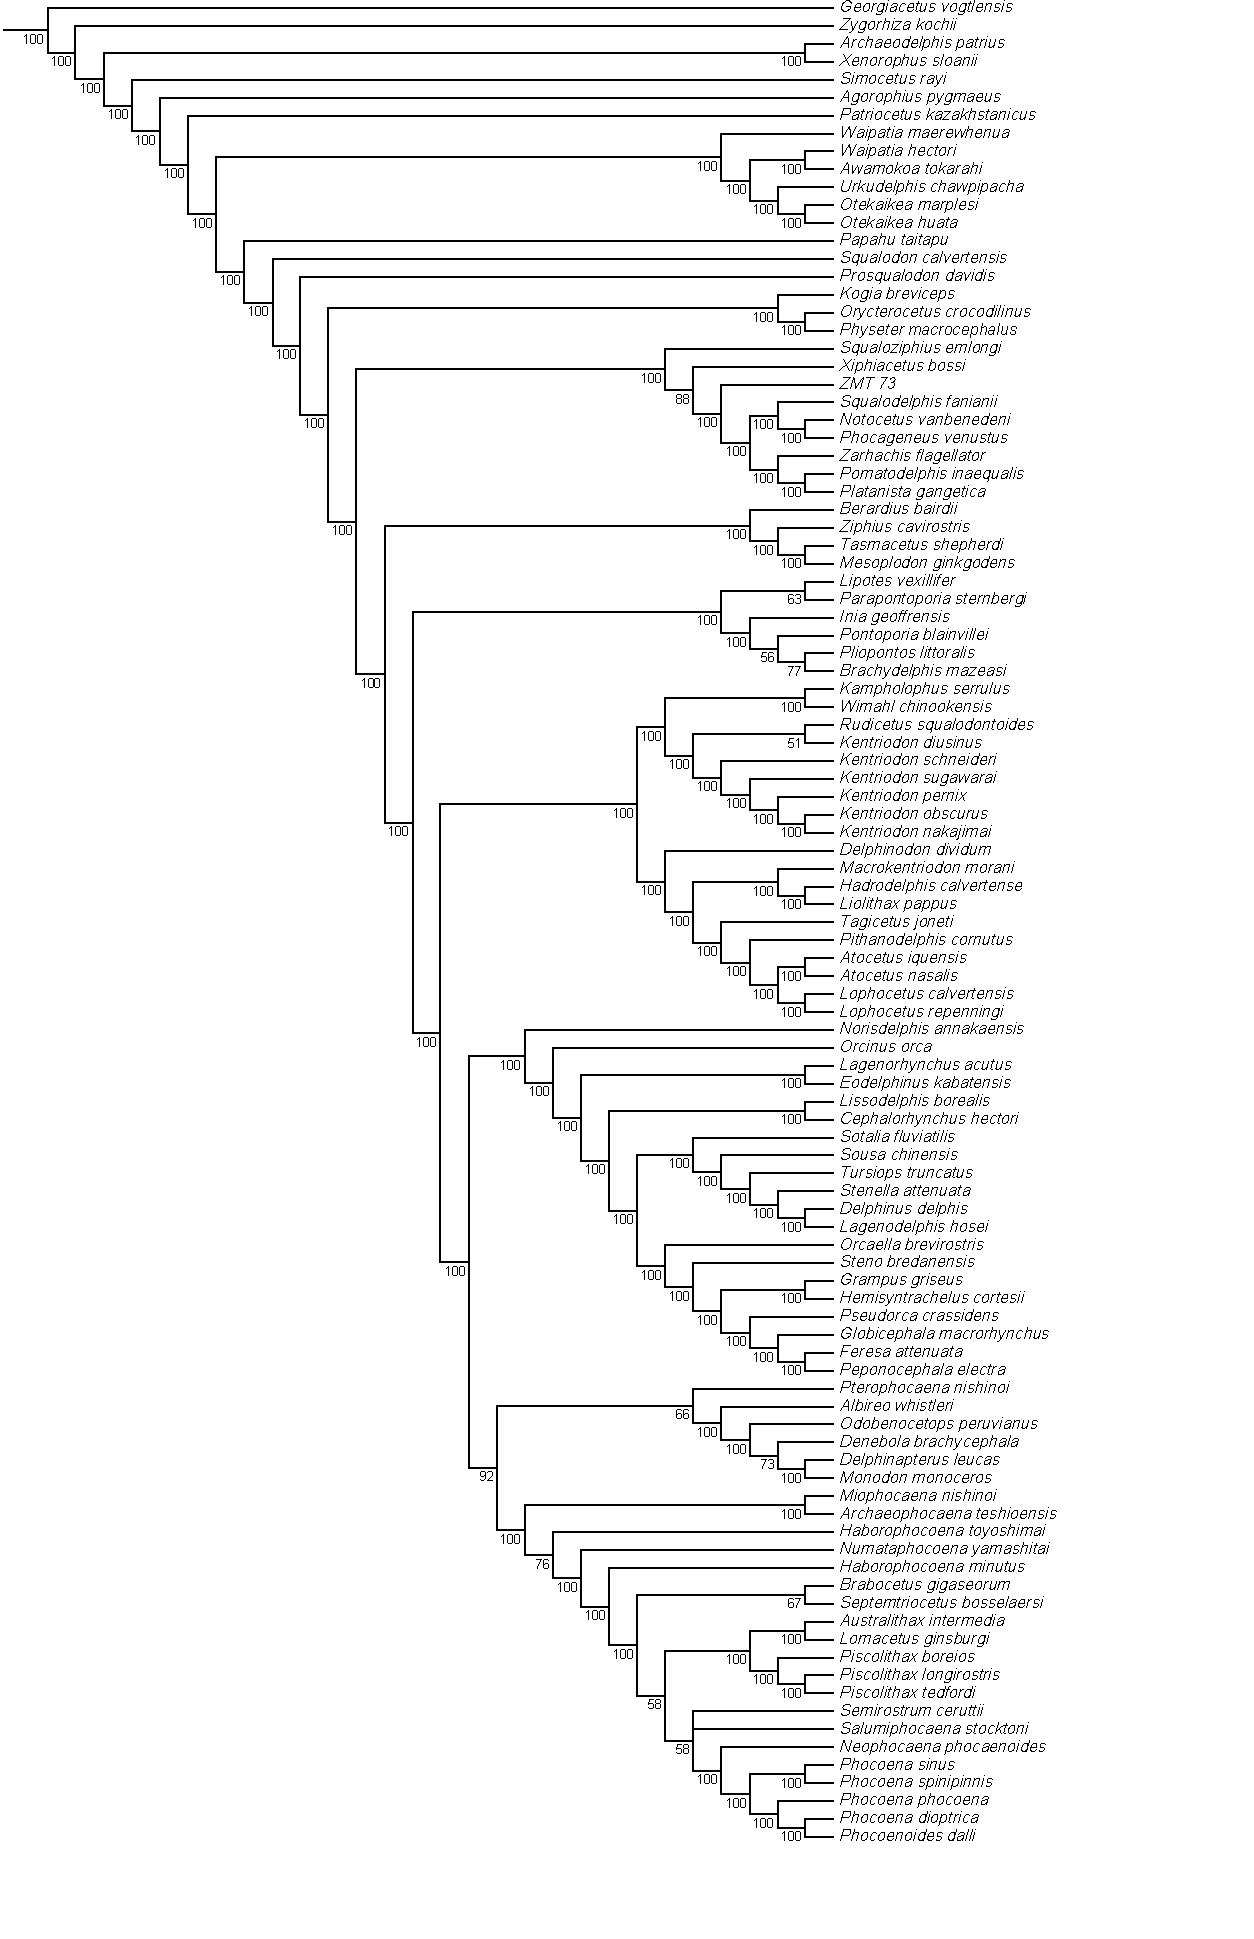 Georgiacetus vogtlensis
100
Zygorhiza kochii
100
Archaeodelphis patrius
100
Xenorophus sloanii
100
Simocetus rayi
100
Agorophius pygmaeus
100
Patriocetus kazakhstanicus
100
Waipatia maerewhenua
100
Waipatia hectori
100
Awamokoa tokarahi
100
Urkudelphis chawpipacha
100
Otekaikea marplesi
100
Otekaikea huata
100
Papahu taitapu
100
Squalodon calvertensis
100
Prosqualodon davidis
100
Kogia breviceps
100
Orycterocetus crocodilinus
100
Physeter macrocephalus
100
Squaloziphius emlongi
100
Xiphiacetus bossi
88
ZMT 73
100
Squalodelphis fanianii
100
Notocetus vanbenedeni
100
Phocageneus venustus
100
Zarhachis flagellator
100
Pomatodelphis inaequalis
100
Platanista gangetica
100
Berardius bairdii
100
Ziphius cavirostris
100
Tasmacetus shepherdi
100
Mesoplodon ginkgodens
Lipotes vexillifer
63
Parapontoporia sternbergi
100
Inia geoffrensis
100
Pontoporia blainvillei
56
Pliopontos littoralis
77
Brachydelphis mazeasi
100
Kampholophus serrulus
100
Wimahl chinookensis
100
Rudicetus squalodontoides
51
Kentriodon diusinus
100
Kentriodon schneideri
100
Kentriodon sugawarai
100
Kentriodon pernix
100
Kentriodon obscurus
100
Kentriodon nakajimai
100
100
Delphinodon dividum
100
Macrokentriodon morani
100
Hadrodelphis calvertense
100
Liolithax pappus
100
Tagicetus joneti
100
Pithanodelphis cornutus
100
Atocetus iquensis
100
Atocetus nasalis
100
Lophocetus calvertensis
100
Lophocetus repenningi
Norisdelphis annakaensis
100
100
Orcinus orca
100
Lagenorhynchus acutus
100
Eodelphinus kabatensis
100
Lissodelphis borealis
100
Cephalorhynchus hectori
100
Sotalia fluviatilis
100
Sousa chinensis
100
Tursiops truncatus
100
Stenella attenuata
100
Delphinus delphis
100
Lagenodelphis hosei
100
Orcaella brevirostris
100
Steno bredanensis
100
Grampus griseus
100
Hemisyntrachelus cortesii
100
Pseudorca crassidens
100
Globicephala macrorhynchus
100
Feresa attenuata
100
Peponocephala electra
100
Pterophocaena nishinoi
66
Albireo whistleri
100
Odobenocetops peruvianus
100
Denebola brachycephala
73
Delphinapterus leucas
100
Monodon monoceros
92
Miophocaena nishinoi
100
Archaeophocaena teshioensis
100
Haborophocoena toyoshimai
76
Numataphocoena yamashitai
100
Haborophocoena minutus
100
Brabocetus gigaseorum
67
Septemtriocetus bosselaersi
100
Australithax intermedia
100
Lomacetus ginsburgi
100
Piscolithax boreios
100
Piscolithax longirostris
100
Piscolithax tedfordi
58
Semirostrum ceruttii
Salumiphocaena stocktoni
58
Neophocaena phocaenoides
100
Phocoena sinus
100
Phocoena spinipinnis
100
Phocoena phocoena
100
Phocoena dioptrica
100
Phocoenoides dalli